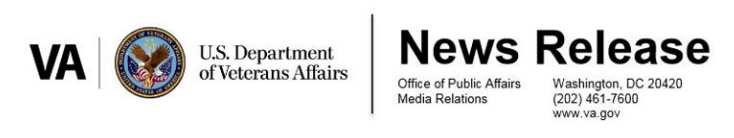 VA
U.S. Department
of Veterans Affairs
News Release
Office of Public Affairs
Media Relations
Washington, DC 20420
(202) 461-7600
www.va.gov